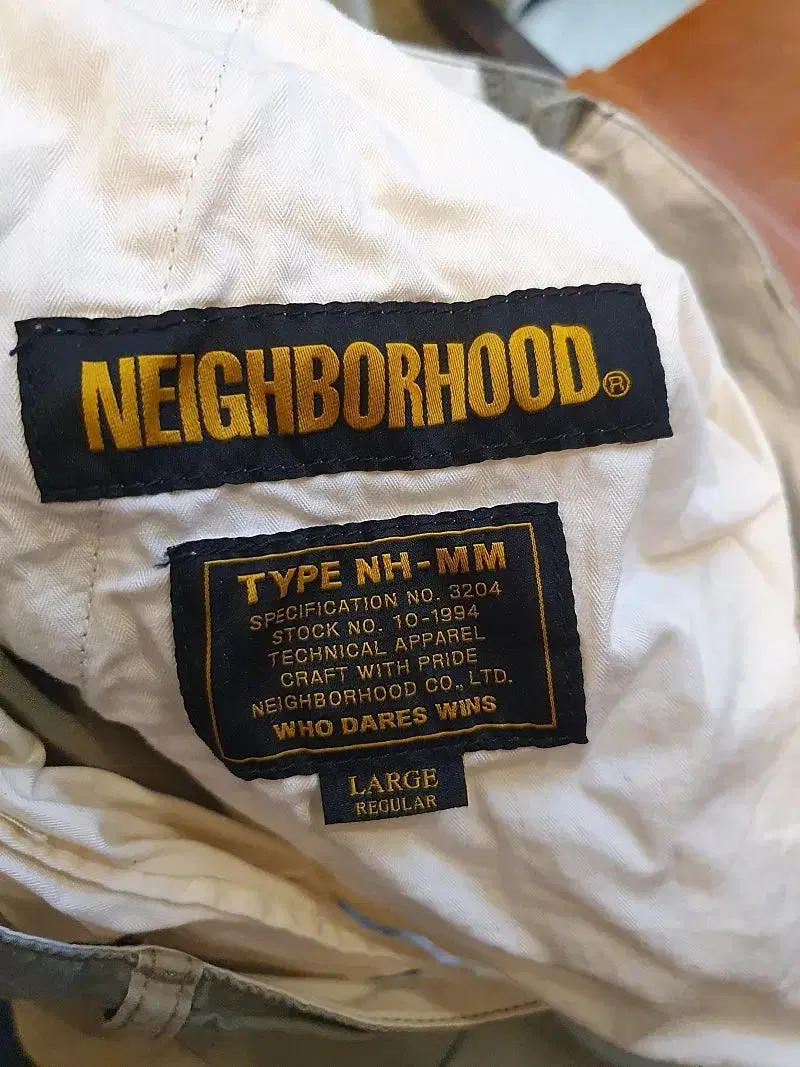 NEIGHBORHOOD®
TYPE NH-MM
SPECIFICATION NO. 3204
STOCK NO. 10-1994
TECHNICAL APPAREL
CRAFT WITH PRIDE
NEIGHBORHOOD CO., LTD.
WHO DARES WINS
LARGE
REGULAR